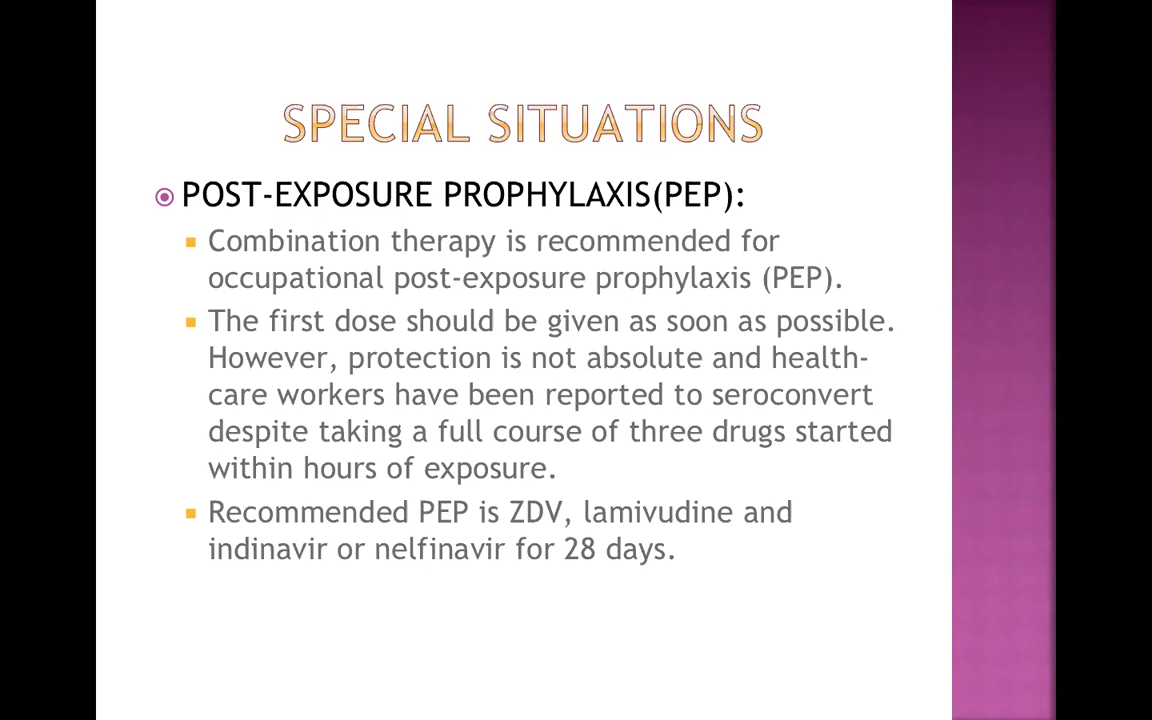 SPECIAL SITUATIONS
POST-EXPOSURE PROPHYLAXIS(PEP):
Combination therapy is recommended for
occupational post-exposure prophylaxis (PEP).
The first dose should be given as soon as possible.
However, protection is not absolute and health-
care workers have been reported to seroconvert
despite taking a full course of three drugs started
within hours of exposure.
Recommended PEP is ZDV, lamivudine and
indinavir or nelfinavir for 28 days.